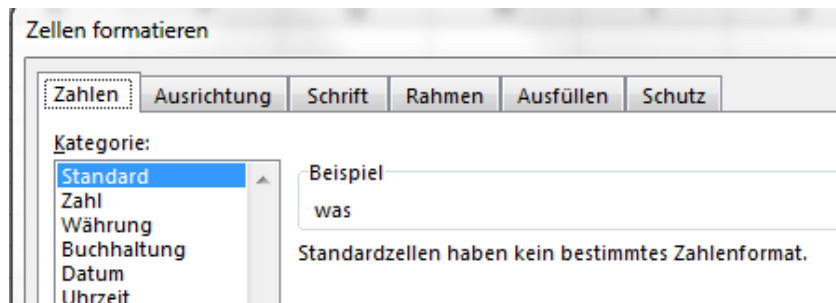 Zellen formatieren
Zahlen Ausrichtung Schrift Rahmen Ausfüllen Schutz
Kategorie:
Standard
Zahl
Währung
Buchhaltung
Datum
Uhrzeit
Beispiel
was
Standardzellen haben kein bestimmtes Zahlenformat.